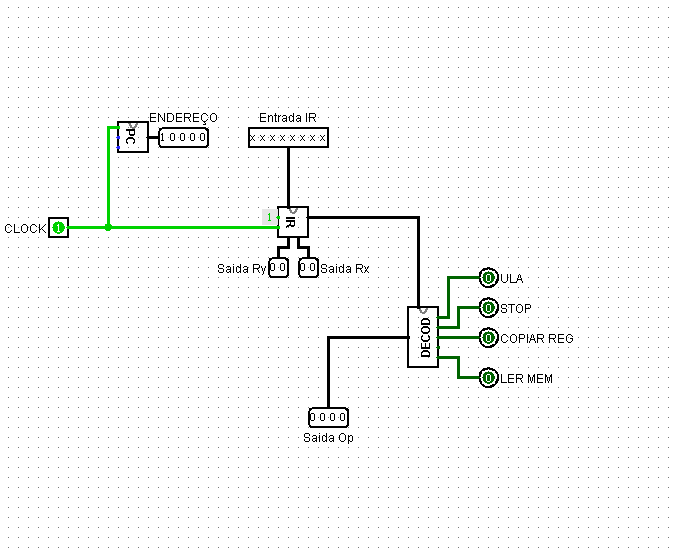 ENDEREÇO
PC
1 0 0 0 0
Entrada IR
x x x x x x x x
1
IR
CLOCK
1
Saida Ry
0 0
0 0
Saida Rx
0
ULA
0
STOP
DECOD
0
COPIAR REG
0
LER MEM
0 0 0 0
Saida Op